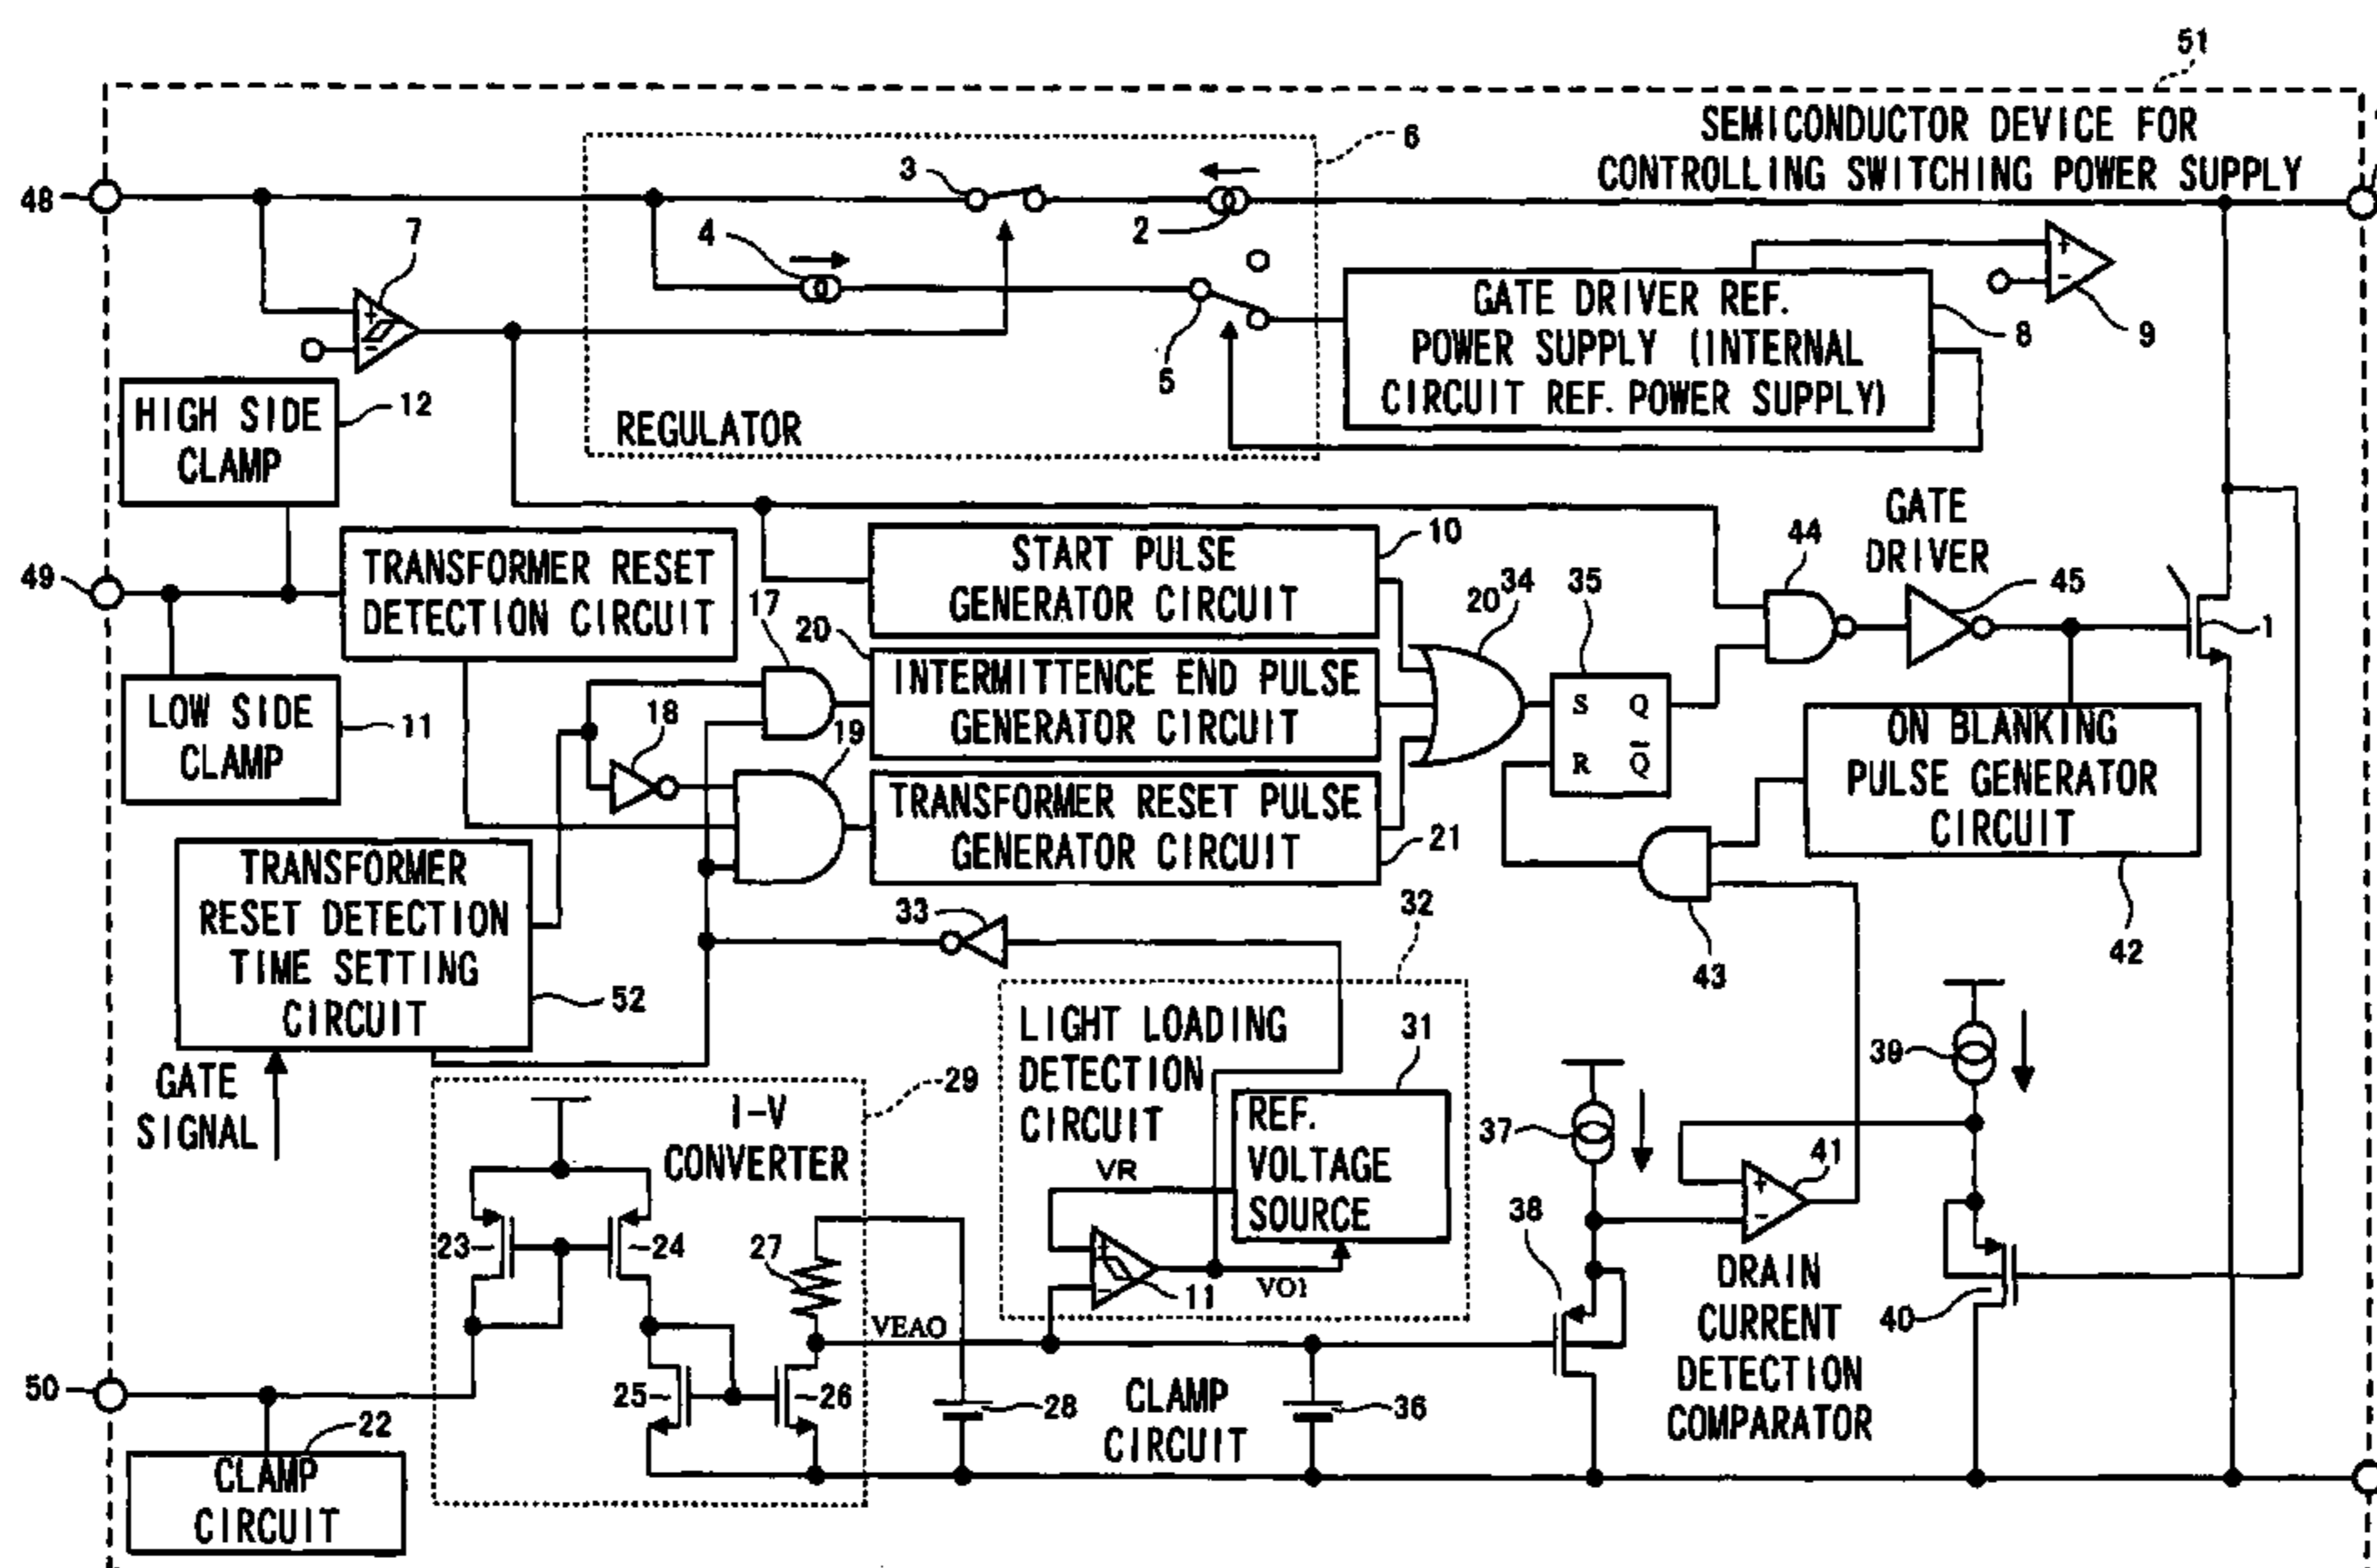 51
SEMICONDUCTOR DEVICE FOR
CONTROLLING SWITCHING POWER SUPPLY
6
3
2
48
7
4
+
-
5
GATE DRIVER REF.
POWER SUPPLY (INTERNAL
CIRCUIT REF. POWER SUPPLY)
8
+
-
9
REGULATOR
HIGH SIDE
CLAMP
12
49
TRANSFORMER RESET
DETECTION CIRCUIT
LOW SIDE
CLAMP
11
START PULSE
GENERATOR CIRCUIT
10
17
20
INTERMITTENCE END PULSE
GENERATOR CIRCUIT
18
19
TRANSFORMER RESET PULSE
GENERATOR CIRCUIT
21
20
34
35
S
Q
R
Q̅
44
GATE
DRIVER
45
1
ON BLANKING
PULSE GENERATOR
CIRCUIT
42
43
TRANSFORMER
RESET DETECTION
TIME SETTING
CIRCUIT
52
GATE
SIGNAL
33
32
LIGHT LOADING
DETECTION
CIRCUIT
31
REF.
VOLTAGE
SOURCE
VR
+
-
11
VO1
29
I-V
CONVERTER
23
24
27
25
26
VEAO
28
CLAMP
CIRCUIT
36
37
38
39
41
+
-
40
DRAIN
CURRENT
DETECTION
COMPARATOR
50
22
CLAMP
CIRCUIT